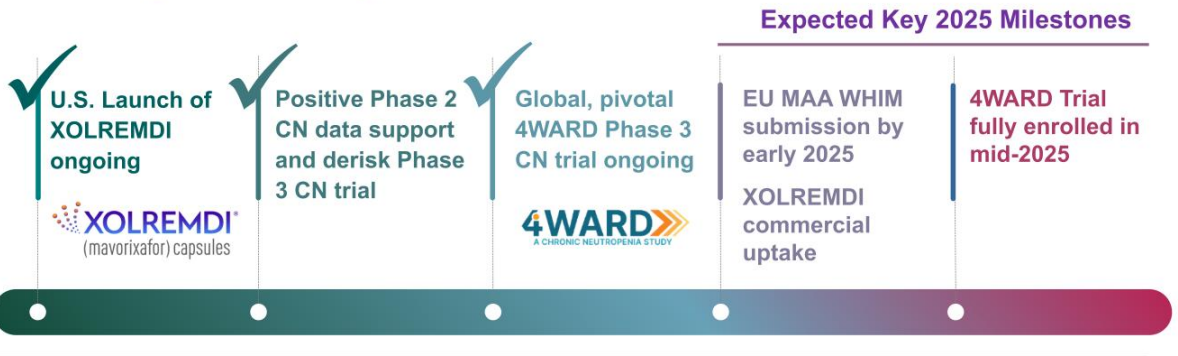 Expected Key 2025 Milestones
U.S. Launch of
XOLREMDI
ongoing
XOLREMDI®
(mavorixafor) capsules
Positive Phase 2
CN data support
and derisk Phase
3 CN trial
Global, pivotal
4WARD Phase 3
CN trial ongoing
4WARD
A CHRONIC NEUTROPENIA STUDY
EU MAA WHIM
submission by
early 2025
XOLREMDI
commercial
uptake
4WARD Trial
fully enrolled in
mid-2025